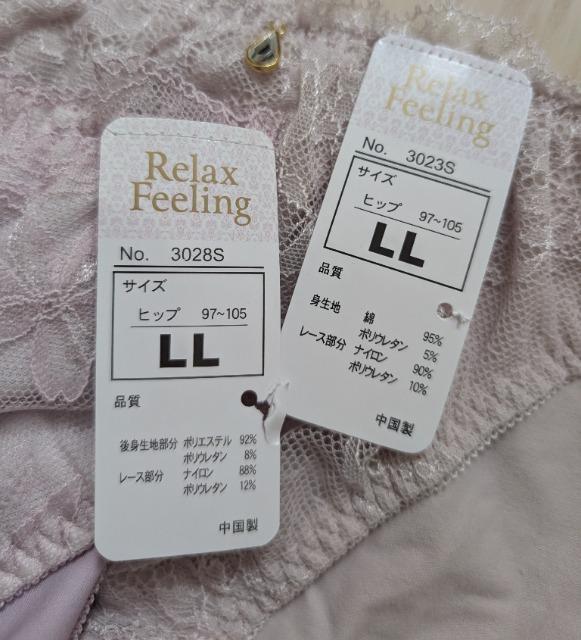 Relax
Feeling
No. 3028S
サイズ
ヒップ 97~105
LL
品質
後身生地部分 ポリエステル 92%
ポリウレタン 8%
レース部分 ナイロン 88%
ポリウレタン 12%
中国製
Relax
Feeling
No. 3023S
サイズ
ヒップ 97~105
LL
品質
身生地 綿 95%
ポリウレタン 5%
レース部分 ナイロン 90%
ポリウレタン 10%
中国製